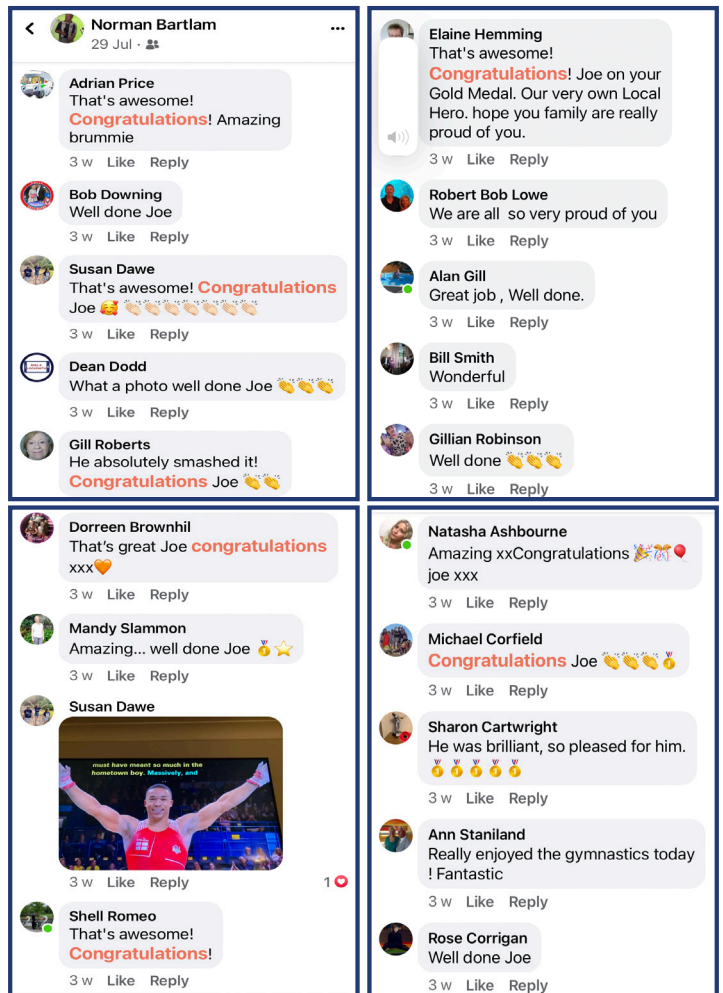 Norman Bartlam
29 Jul ·
Adrian Price
That's awesome!
Congratulations! Amazing
brummie
3 w Like Reply
Bob Downing
Well done Joe
3 w Like Reply
Susan Dawe
That's awesome! Congratulations
Joe 🥰 👏🏻👏🏻👏🏻👏🏻👏🏻👏🏻👏🏻
3 w Like Reply
Dean Dodd
What a photo well done Joe 👏👏👏
3 w Like Reply
Gill Roberts
He absolutely smashed it!
Congratulations Joe 👏👏
Elaine Hemming
That's awesome!
Congratulations! Joe on your
Gold Medal. Our very own Local
Hero. hope you family are really
proud of you.
3 w Like Reply
Robert Bob Lowe
We are all so very proud of you
3 w Like Reply
Alan Gill
Great job , Well done.
3 w Like Reply
Bill Smith
Wonderful
3 w Like Reply
Gillian Robinson
Well done 👏👏👏
3 w Like Reply
Dorreen Brownhil
That's great Joe congratulations
xxx🧡
3 w Like Reply
Mandy Slammon
Amazing... well done Joe 🏅⭐
3 w Like Reply
Susan Dawe
must have meant so much in the
hometown boy. Massively, and
3 w Like Reply 1
Shell Romeo
That's awesome!
Congratulations!
3 w Like Reply
Natasha Ashbourne
Amazing xxCongratulations 🎉🎊🎈
joe xxx
3 w Like Reply
Michael Corfield
Congratulations Joe 👏👏👏🏅
3 w Like Reply
Sharon Cartwright
He was brilliant, so pleased for him.
🏅🏅🏅🏅🏅
3 w Like Reply
Ann Staniland
Really enjoyed the gymnastics today
! Fantastic
3 w Like Reply
Rose Corrigan
Well done Joe
3 w Like Reply